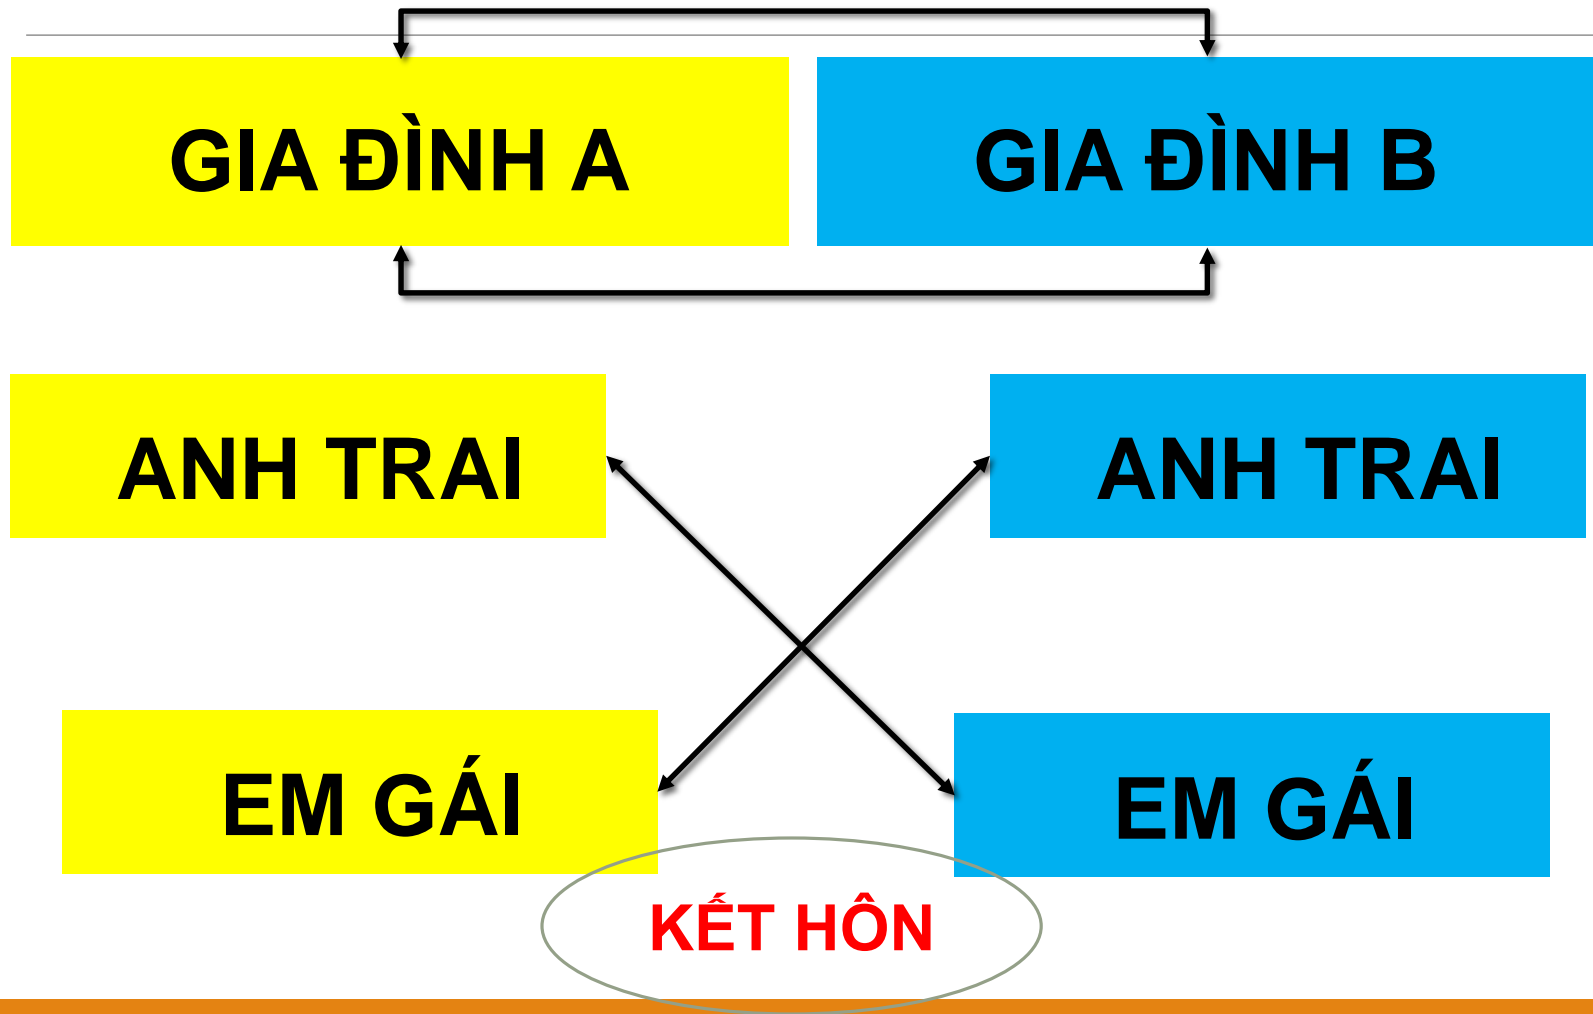 GIA ĐÌNH A
GIA ĐÌNH B
ANH TRAI
ANH TRAI
EM GÁI
EM GÁI
KẾT HÔN